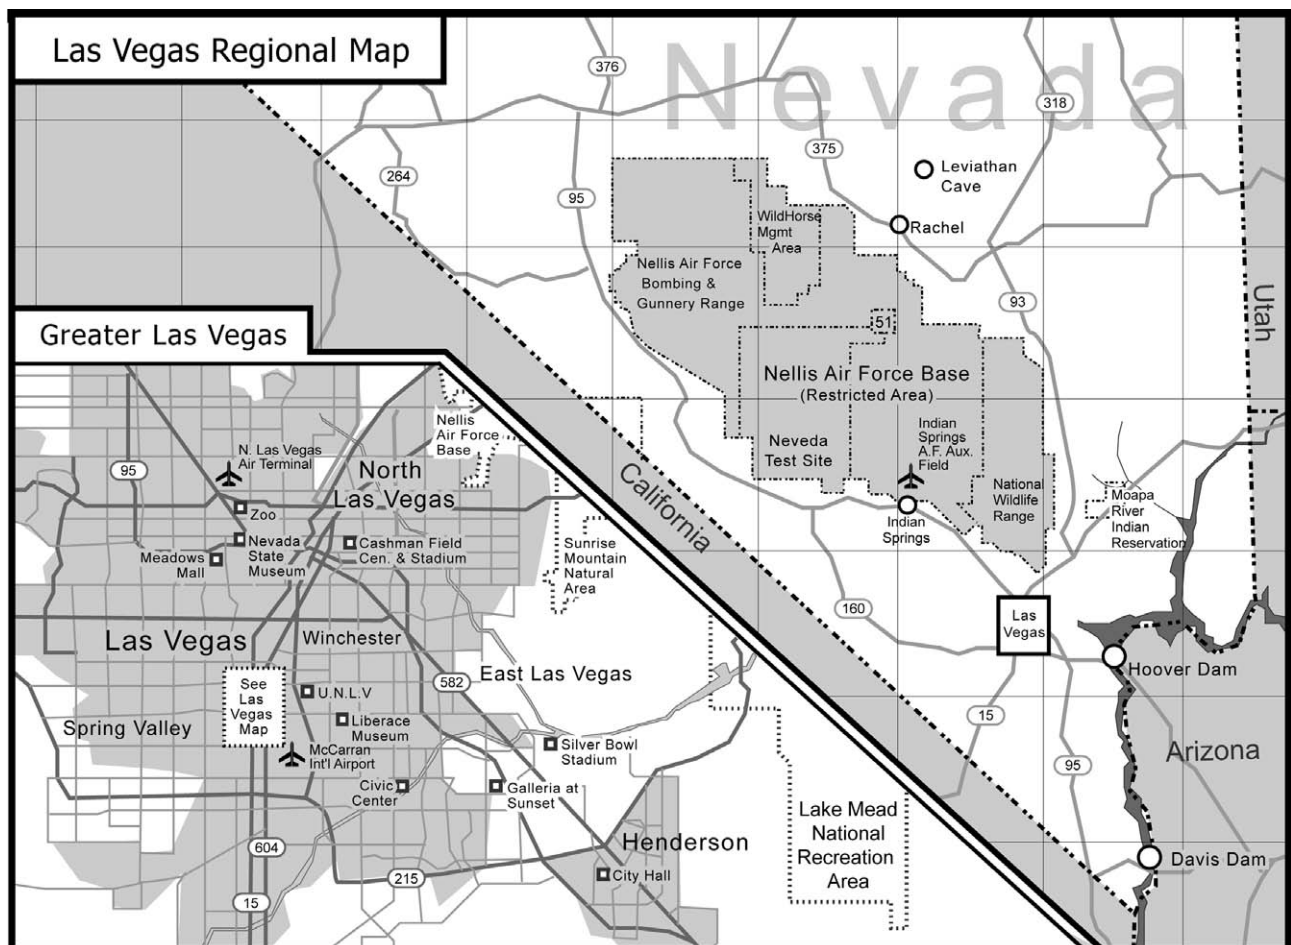 Las Vegas Regional Map
Nevada
376
318
375
264
95
Leviathan
Cave
Rachel
WildHorse
Mgmt
Area
Nellis Air Force
Bombing &
Gunnery Range
93
51
Utah
Nellis Air Force Base
(Restricted Area)
Indian
Springs
A.F. Aux.
Field
Neveda
Test Site
National
Wildlife
Range
Indian
Springs
Moapa
River
Indian
Reservation
California
160
Las
Vegas
Hoover Dam
15
95
Arizona
Davis Dam
Greater Las Vegas
Nellis
Air Force
Base
N. Las Vegas
Air Terminal
95
North
Las Vegas
Zoo
Nevada
State
Museum
Meadows
Mall
Cashman Field
Cen. & Stadium
Sunrise
Mountain
Natural
Area
Las Vegas
Winchester
East Las Vegas
582
See
Las
Vegas
Map
U.N.L.V
Spring Valley
Liberace
Museum
McCarran
Int'l Airport
Silver Bowl
Stadium
Civic
Center
Galleria at
Sunset
Lake Mead
National
Recreation
Area
604
Henderson
215
City Hall
15